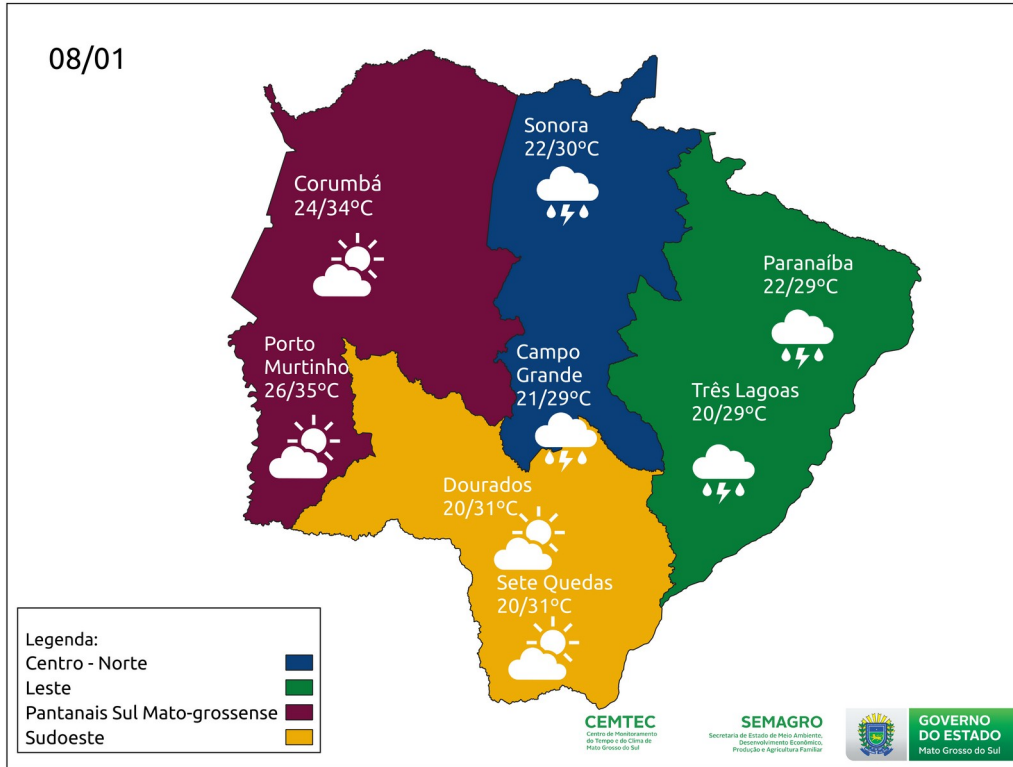 08/01
Sonora
22/30ºC
Corumbá
24/34ºC
Paranaíba
22/29ºC
Porto
Murtinho
26/35ºC
Campo
Grande
21/29ºC
Três Lagoas
20/29ºC
Dourados
20/31ºC
Sete Quedas
20/31ºC
Legenda:
Centro - Norte
Leste
Pantanais Sul Mato-grossense
Sudoeste
CEMTEC
Centro de Monitoramento
do Tempo e do Clima de
Mato Grosso do Sul
SEMAGRO
Secretaria de Estado de Meio Ambiente,
Desenvolvimento Econômico,
Produção e Agricultura Familiar
GOVERNO
DO ESTADO
Mato Grosso do Sul